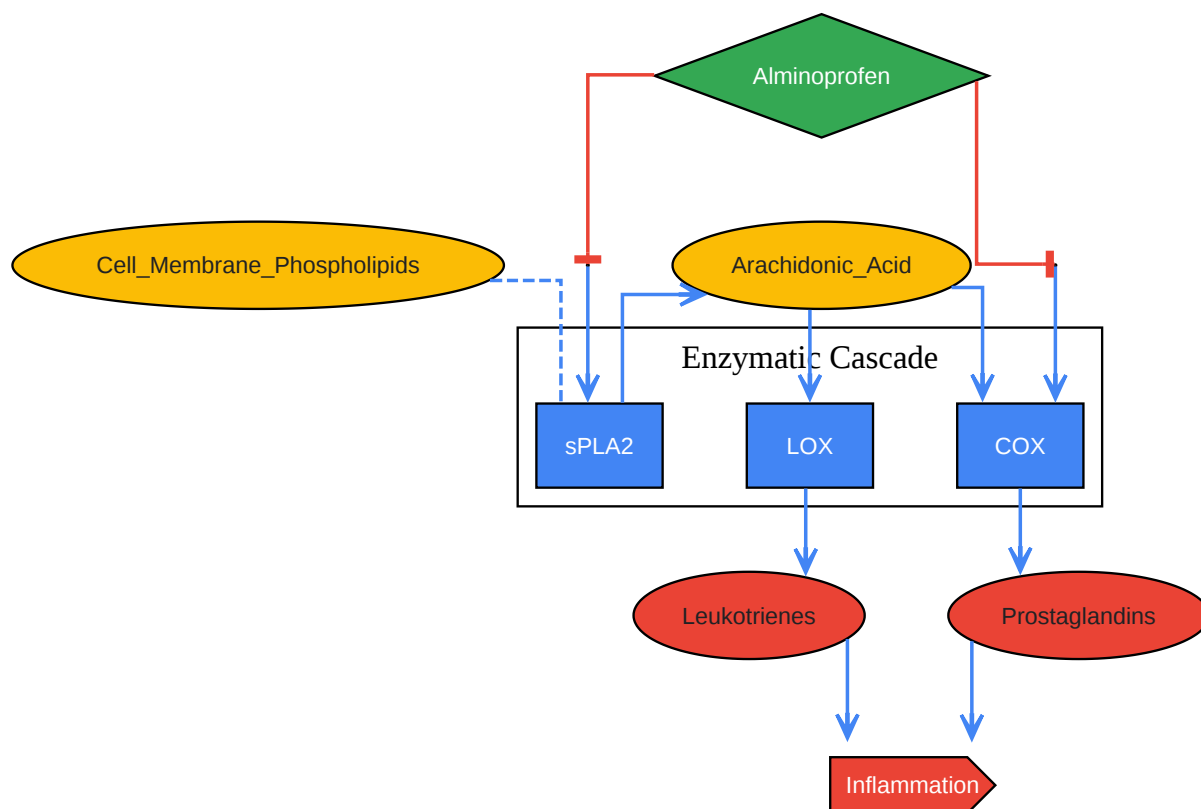 Alminoprofen
Cell_Membrane_Phospholipids
Arachidonic_Acid
Enzymatic Cascade
sPLA2
LOX
COX
Leukotrienes
Prostaglandins
Inflammation